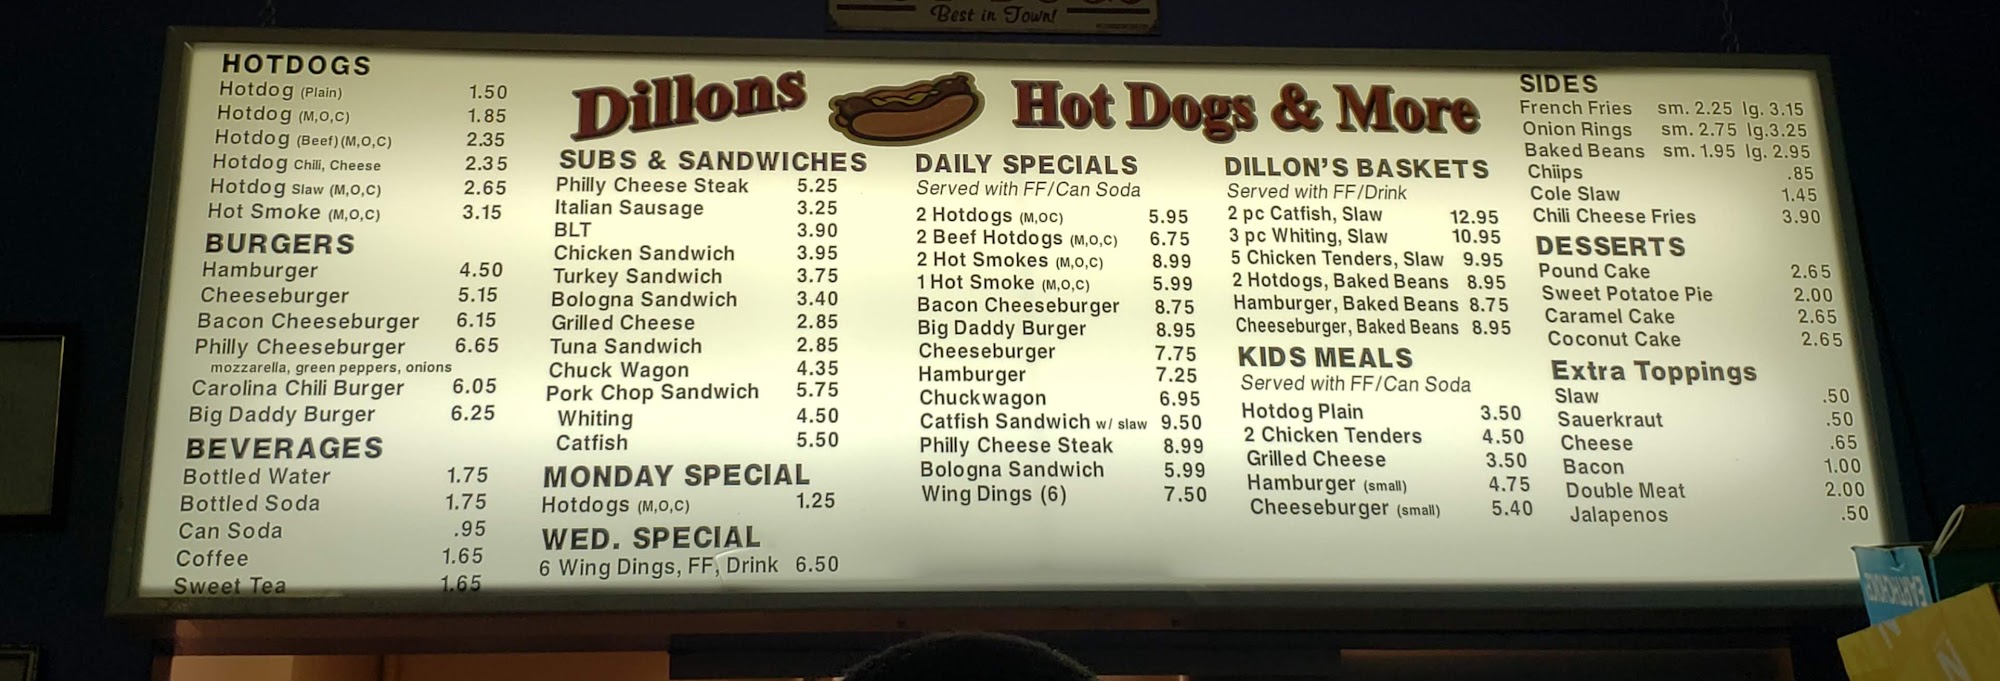 Best in Town!
Dillons Hot Dogs & More
HOTDOGS
Hotdog (Plain) 1.50
Hotdog (M,O,C) 1.85
Hotdog (Beef)(M,O,C) 2.35
Hotdog Chili, Cheese 2.35
Hotdog Slaw (M,O,C) 2.65
Hot Smoke (M,O,C) 3.15
BURGERS
Hamburger 4.50
Cheeseburger 5.15
Bacon Cheeseburger 6.15
Philly Cheeseburger 6.65
mozzarella, green peppers, onions
Carolina Chili Burger 6.05
Big Daddy Burger 6.25
BEVERAGES
Bottled Water 1.75
Bottled Soda 1.75
Can Soda .95
Coffee 1.65
Sweet Tea 1.65
SUBS & SANDWICHES
Philly Cheese Steak 5.25
Italian Sausage 3.25
BLT 3.90
Chicken Sandwich 3.95
Turkey Sandwich 3.75
Bologna Sandwich 3.40
Grilled Cheese 2.85
Tuna Sandwich 2.85
Chuck Wagon 4.35
Pork Chop Sandwich 5.75
Whiting 4.50
Catfish 5.50
MONDAY SPECIAL
Hotdogs (M,O,C) 1.25
WED. SPECIAL
6 Wing Dings, FF, Drink 6.50
DAILY SPECIALS
Served with FF/Can Soda
2 Hotdogs (M,OC) 5.95
2 Beef Hotdogs (M,O,C) 6.75
2 Hot Smokes (M,O,C) 8.99
1 Hot Smoke (M,O,C) 5.99
Bacon Cheeseburger 8.75
Big Daddy Burger 8.95
Cheeseburger 7.75
Hamburger 7.25
Chuckwagon 6.95
Catfish Sandwich w/ slaw 9.50
Philly Cheese Steak 8.99
Bologna Sandwich 5.99
Wing Dings (6) 7.50
DILLON'S BASKETS
Served with FF/Drink
2 pc Catfish, Slaw 12.95
3 pc Whiting, Slaw 10.95
5 Chicken Tenders, Slaw 9.95
2 Hotdogs, Baked Beans 8.95
Hamburger, Baked Beans 8.75
Cheeseburger, Baked Beans 8.95
KIDS MEALS
Served with FF/Can Soda
Hotdog Plain 3.50
2 Chicken Tenders 4.50
Grilled Cheese 3.50
Hamburger (small) 4.75
Cheeseburger (small) 5.40
SIDES
French Fries sm. 2.25 lg. 3.15
Onion Rings sm. 2.75 lg.3.25
Baked Beans sm. 1.95 lg. 2.95
Chiips .85
Cole Slaw 1.45
Chili Cheese Fries 3.90
DESSERTS
Pound Cake 2.65
Sweet Potatoe Pie 2.00
Caramel Cake 2.65
Coconut Cake 2.65
Extra Toppings
Slaw .50
Sauerkraut .50
Cheese .65
Bacon 1.00
Double Meat 2.00
Jalapenos .50
EARTHCHOICE